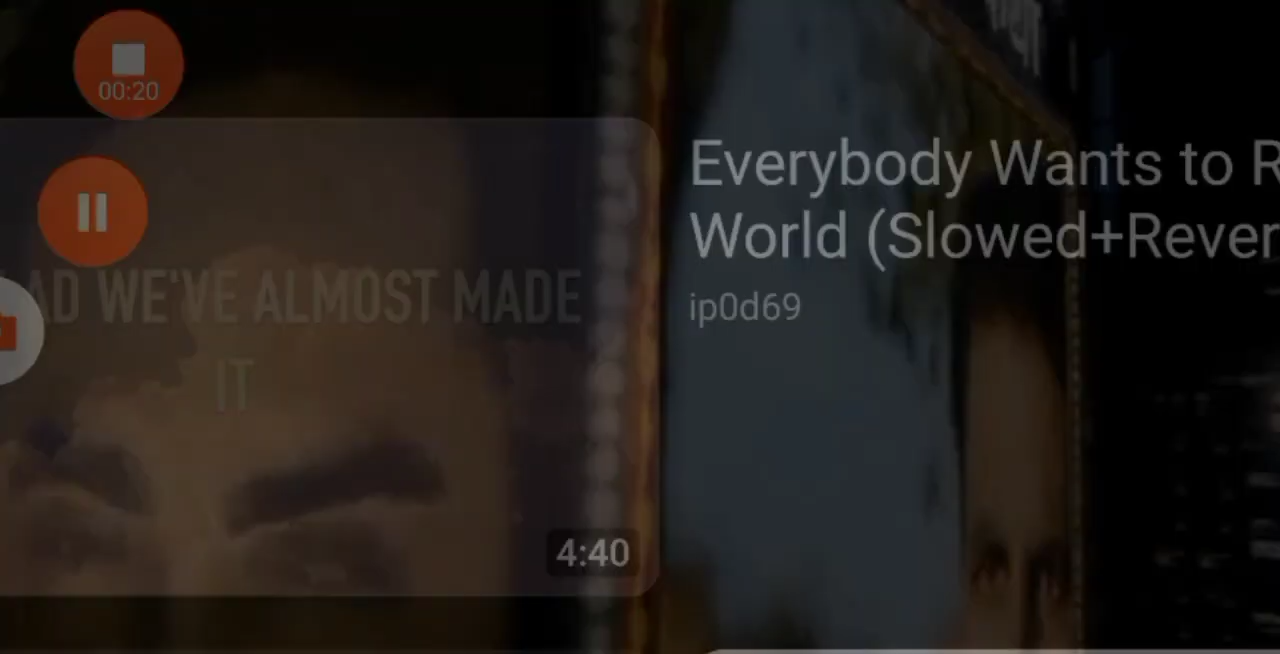 00:20
Everybody Wants to R
World (Slowed+Rever
ip0d69
AD WE'VE ALMOST MADE
IT
4:40